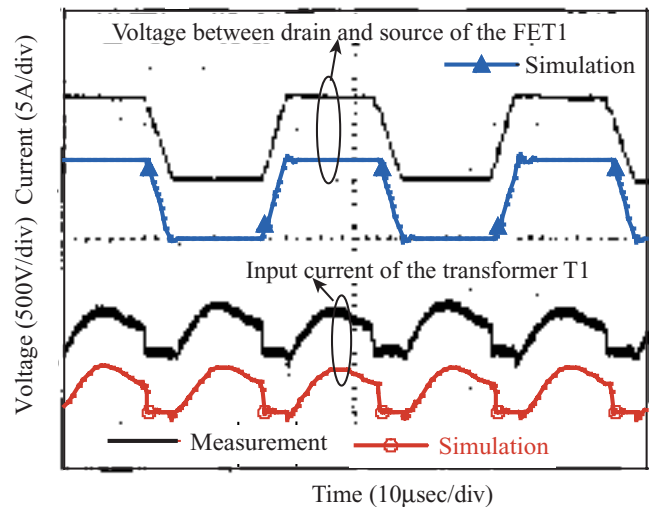 Voltage between drain and source of the FET1
Simulation
Voltage (500V/div) Current (5A/div)
Input current of the transformer T1
Measurement
Simulation
Time (10μsec/div)